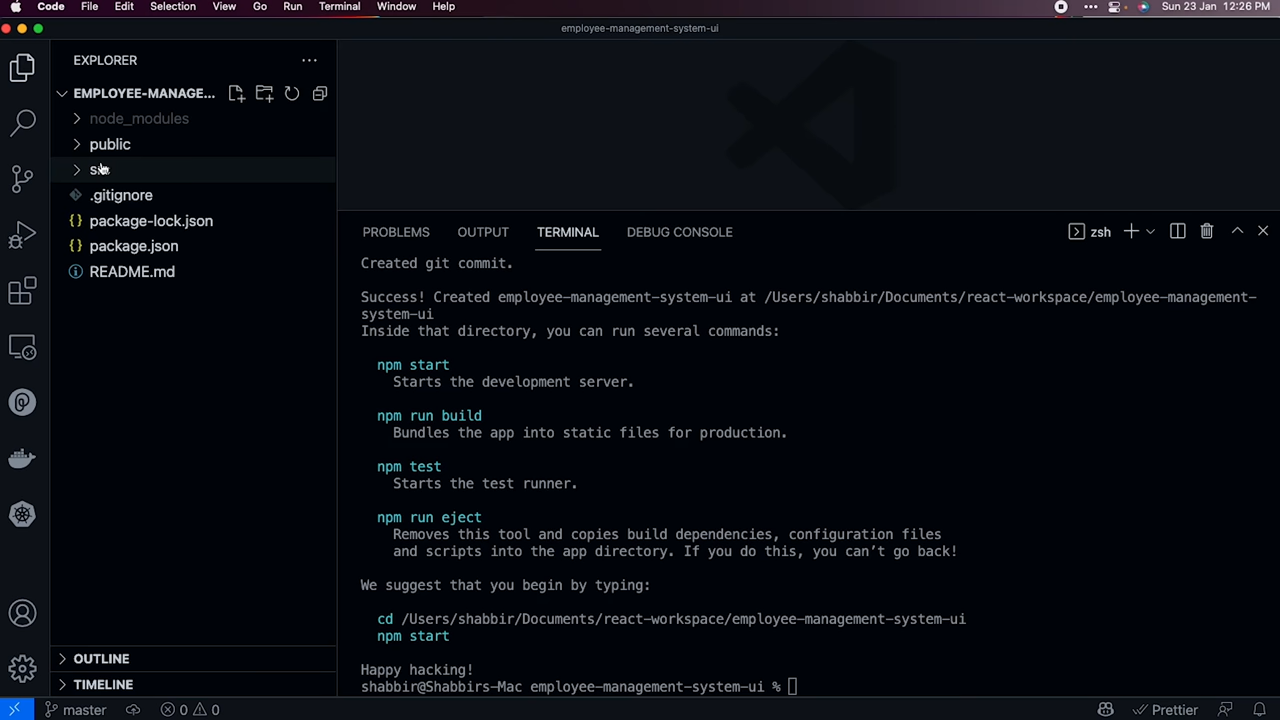 Code File Edit Selection View Go Run Terminal Window Help Sun 23 Jan 12:26 PM
employee-management-system-ui
EXPLORER
EMPLOYEE-MANAGE...
node_modules
public
.gitignore
package-lock.json
package.json
README.md
OUTLINE
TIMELINE
PROBLEMS OUTPUT TERMINAL DEBUG CONSOLE zsh
Created git commit.
Success! Created employee-management-system-ui at /Users/shabbir/Documents/react-workspace/employee-management-
system-ui
Inside that directory, you can run several commands:
npm start
Starts the development server.
npm run build
Bundles the app into static files for production.
npm test
Starts the test runner.
npm run eject
Removes this tool and copies build dependencies, configuration files
and scripts into the app directory. If you do this, you can’t go back!
We suggest that you begin by typing:
cd /Users/shabbir/Documents/react-workspace/employee-management-system-ui
npm start
Happy hacking!
shabbir@Shabbirs-Mac employee-management-system-ui %
master 0 0 Prettier